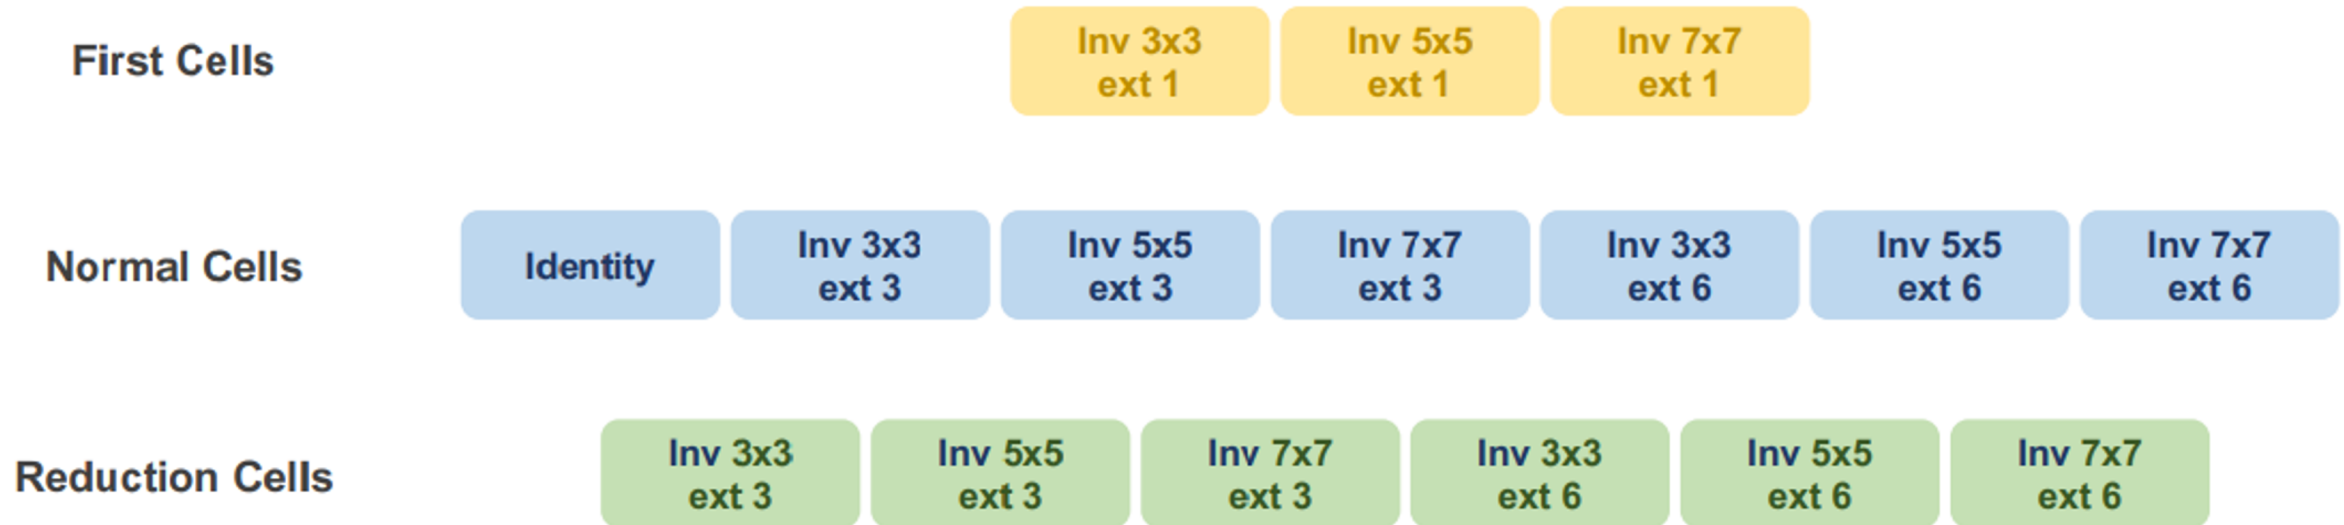 First Cells
Inv 3x3 Inv 5x5 Inv 7x7
ext 1 ext 1 ext 1
Normal Cells
Identity
Inv 3x3 Inv 5x5 Inv 7x7 Inv 3x3 Inv 5x5 Inv 7x7
ext 3 ext 3 ext 3 ext 6 ext 6 ext 6
Reduction Cells
Inv 3x3 Inv 5x5 Inv 7x7 Inv 3x3 Inv 5x5 Inv 7x7
ext 3 ext 3 ext 3 ext 6 ext 6 ext 6